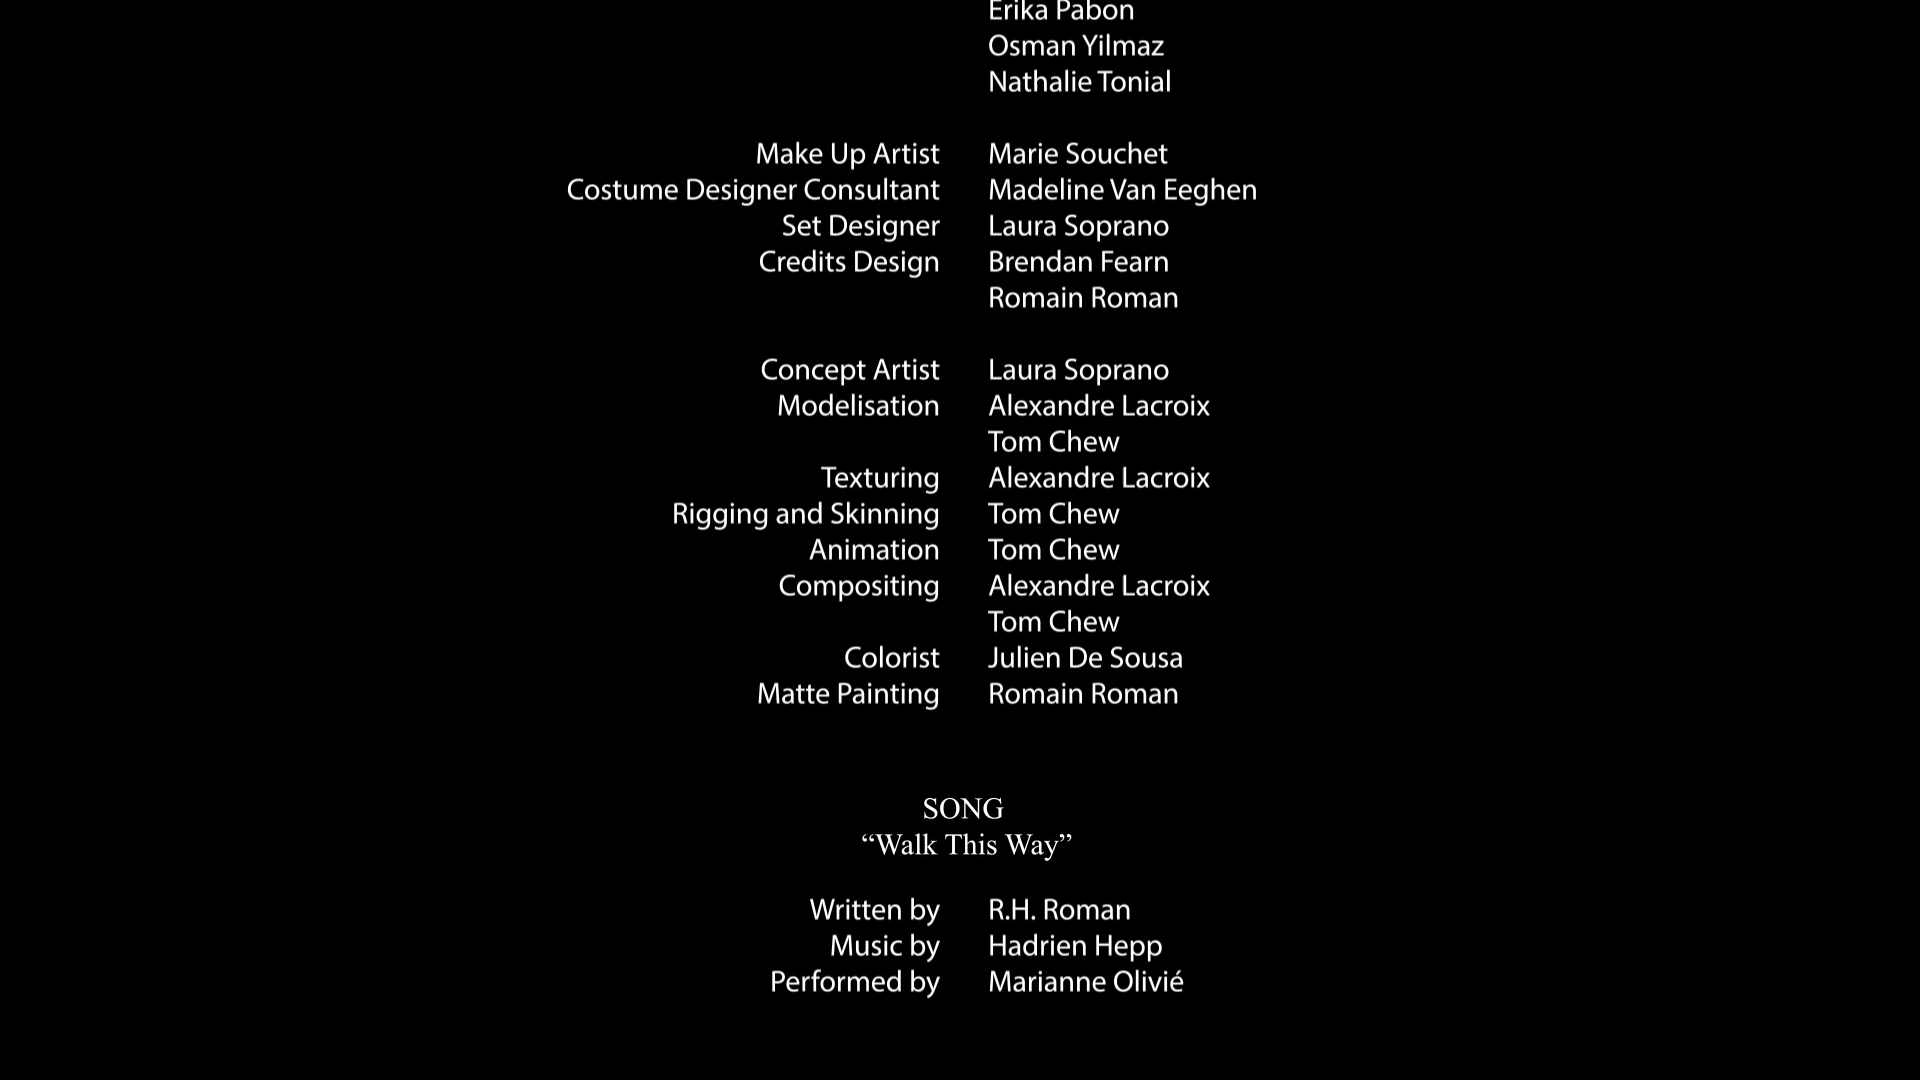 Erika Pabon
Osman Yilmaz
Nathalie Tonial
Make Up Artist Marie Souchet
Costume Designer Consultant Madeline Van Eeghen
Set Designer Laura Soprano
Credits Design Brendan Fearn
Romain Roman
Concept Artist Laura Soprano
Modelisation Alexandre Lacroix
Tom Chew
Texturing Alexandre Lacroix
Rigging and Skinning Tom Chew
Animation Tom Chew
Compositing Alexandre Lacroix
Tom Chew
Colorist Julien De Sousa
Matte Painting Romain Roman
SONG
“Walk This Way”
Written by R.H. Roman
Music by Hadrien Hepp
Performed by Marianne Olivié